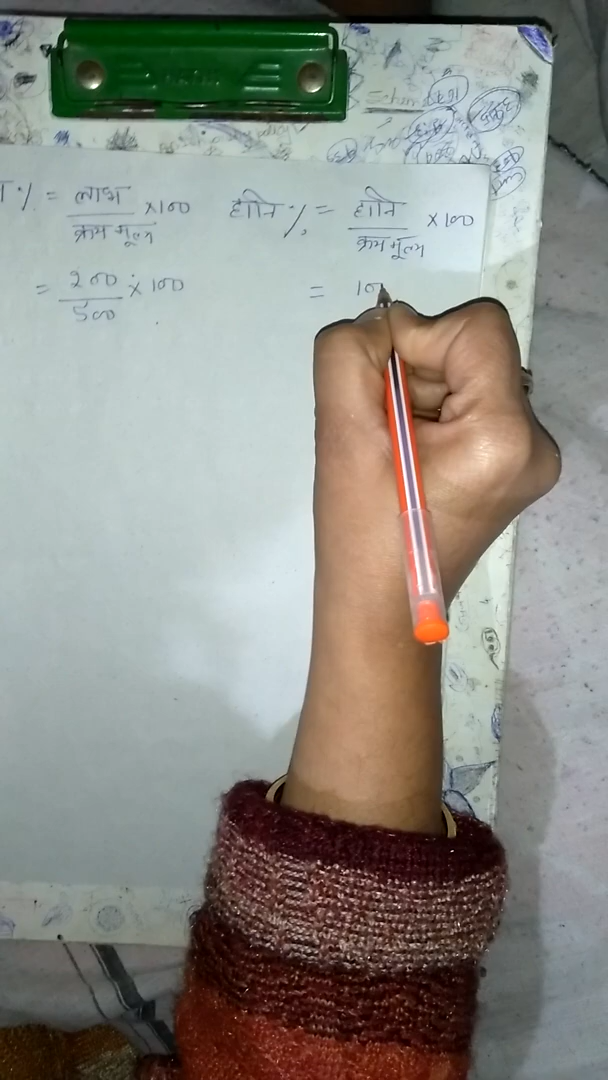 % = लाभ/क्रय मूल्य ×100 हानि % = हानि/क्रय मूल्य ×100
= 200/500 × 100 = 10